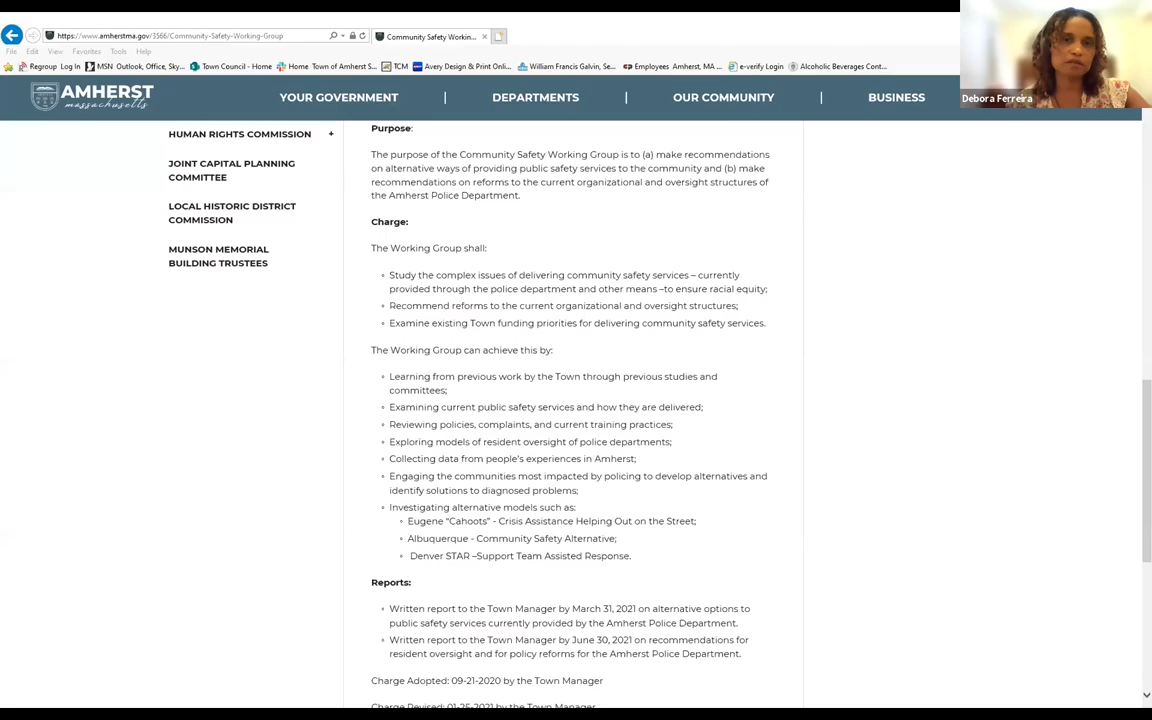 https://www.amherstma.gov/3566/Community-Safety-Working-Group
Community Safety Workin...
File Edit View Favorites Tools Help
Regroup Log In MSN Outlook, Office, Sky... Town Council - Home Home Town of Amherst S... TCM Avery Design & Print Onli... William Francis Galvin, Se... Employees Amherst, MA ... e-verify Login Alcoholic Beverages Cont...
Debora Ferreira
AMHERST
massachusetts
YOUR GOVERNMENT | DEPARTMENTS | OUR COMMUNITY | BUSINESS
HUMAN RIGHTS COMMISSION +
JOINT CAPITAL PLANNING
COMMITTEE
LOCAL HISTORIC DISTRICT
COMMISSION
MUNSON MEMORIAL
BUILDING TRUSTEES
Purpose:
The purpose of the Community Safety Working Group is to (a) make recommendations
on alternative ways of providing public safety services to the community and (b) make
recommendations on reforms to the current organizational and oversight structures of
the Amherst Police Department.
Charge:
The Working Group shall:
Study the complex issues of delivering community safety services – currently
provided through the police department and other means –to ensure racial equity;
Recommend reforms to the current organizational and oversight structures;
Examine existing Town funding priorities for delivering community safety services.
The Working Group can achieve this by:
Learning from previous work by the Town through previous studies and
committees;
Examining current public safety services and how they are delivered;
Reviewing policies, complaints, and current training practices;
Exploring models of resident oversight of police departments;
Collecting data from people's experiences in Amherst;
Engaging the communities most impacted by policing to develop alternatives and
identify solutions to diagnosed problems;
Investigating alternative models such as:
Eugene "Cahoots" - Crisis Assistance Helping Out on the Street;
Albuquerque - Community Safety Alternative;
Denver STAR –Support Team Assisted Response.
Reports:
Written report to the Town Manager by March 31, 2021 on alternative options to
public safety services currently provided by the Amherst Police Department.
Written report to the Town Manager by June 30, 2021 on recommendations for
resident oversight and for policy reforms for the Amherst Police Department.
Charge Adopted: 09-21-2020 by the Town Manager
Charge Revised: 01-25-2021 by the Town Manager